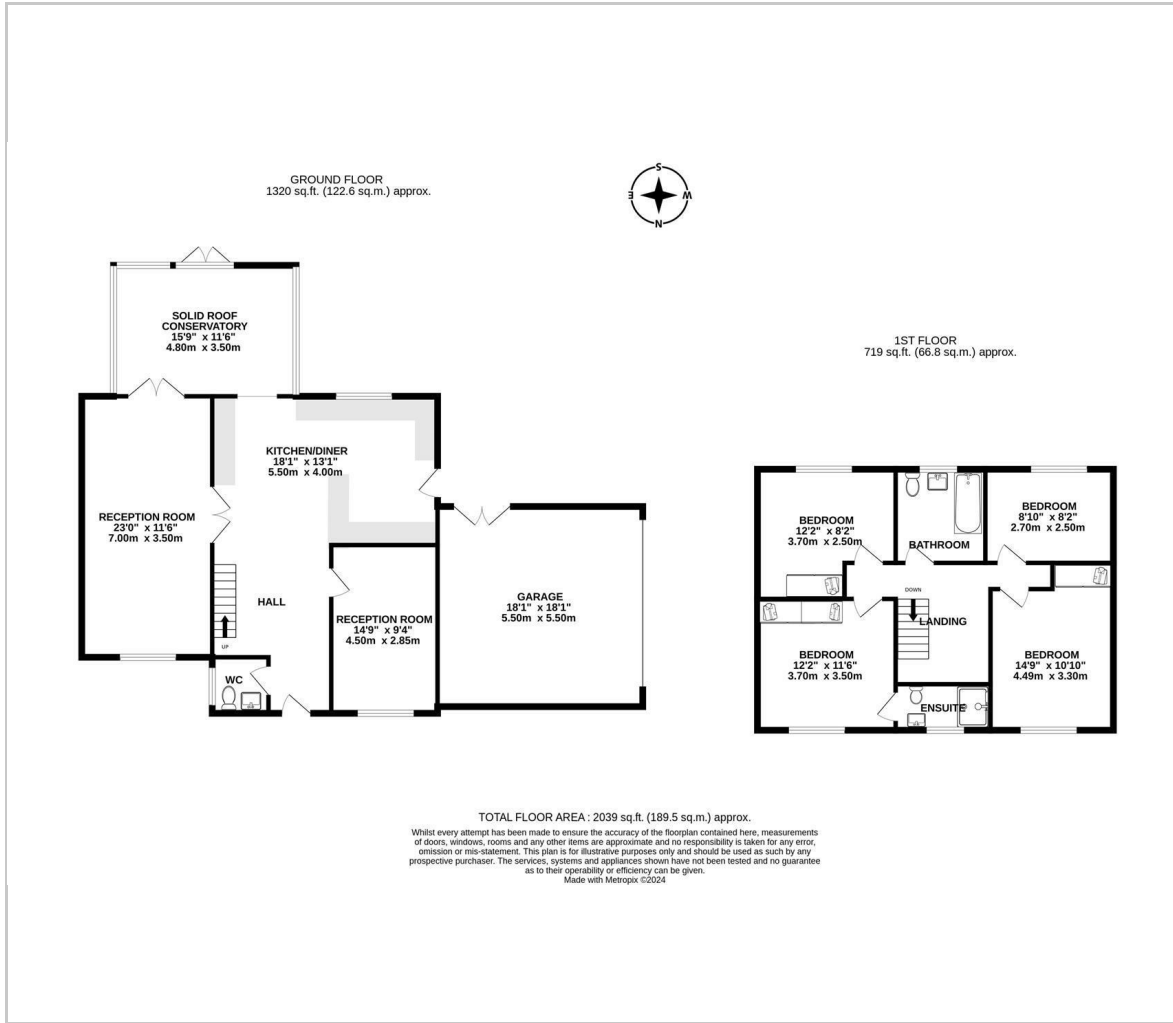 GROUND FLOOR
1320 sq.ft. (122.6 sq.m.) approx.
S
E
W
N
SOLID ROOF
CONSERVATORY
15'9" x 11'6"
4.80m x 3.50m
KITCHEN/DINER
18'1" x 13'1"
5.50m x 4.00m
RECEPTION ROOM
23'0" x 11'6"
7.00m x 3.50m
HALL
UP
WC
RECEPTION ROOM
14'9" x 9'4"
4.50m x 2.85m
GARAGE
18'1" x 18'1"
5.50m x 5.50m
1ST FLOOR
719 sq.ft. (66.8 sq.m.) approx.
BEDROOM
12'2" x 8'2"
3.70m x 2.50m
BATHROOM
BEDROOM
8'10" x 8'2"
2.70m x 2.50m
DOWN
LANDING
BEDROOM
12'2" x 11'6"
3.70m x 3.50m
ENSUITE
BEDROOM
14'9" x 10'10"
4.49m x 3.30m
TOTAL FLOOR AREA : 2039 sq.ft. (189.5 sq.m.) approx.
Whilst every attempt has been made to ensure the accuracy of the floorplan contained here, measurements
of doors, windows, rooms and any other items are approximate and no responsibility is taken for any error,
omission or mis-statement. This plan is for illustrative purposes only and should be used as such by any
prospective purchaser. The services, systems and appliances shown have not been tested and no guarantee
as to their operability or efficiency can be given.
Made with Metropix ©2024